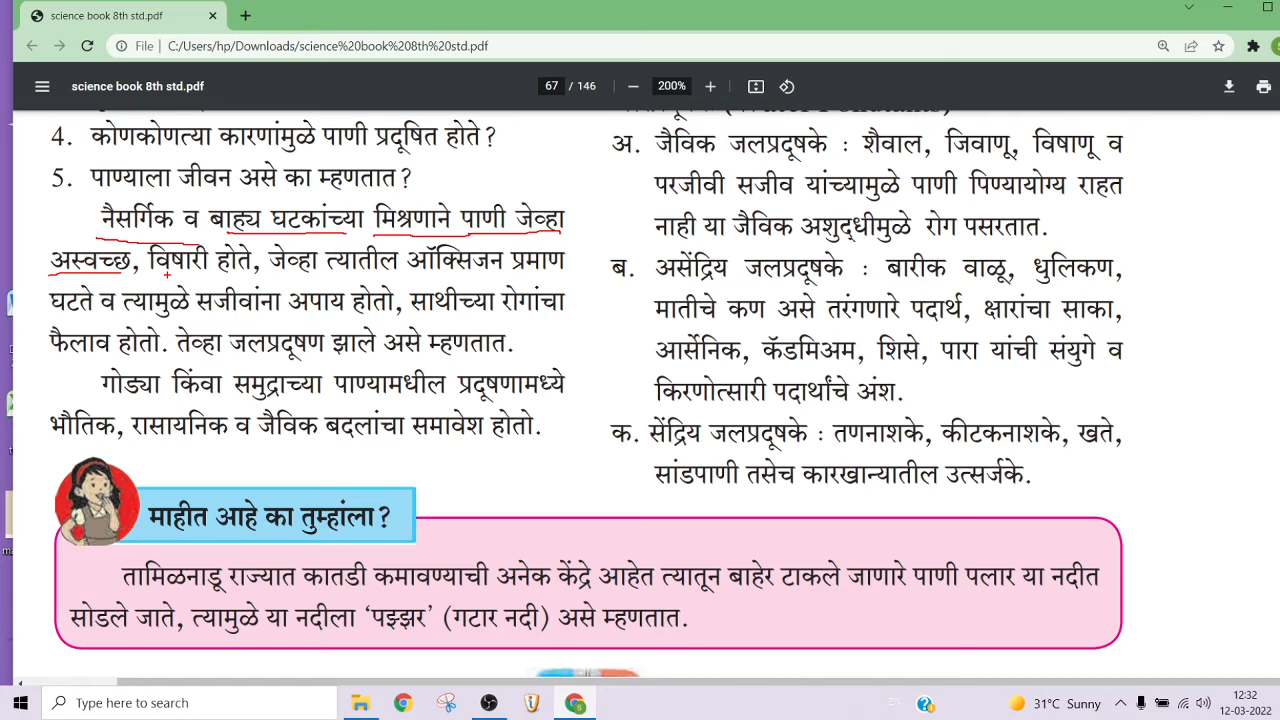 science book 8th std.pdf
File | C:/Users/hp/Downloads/science%20book%208th%20std.pdf
science book 8th std.pdf
67 / 146
200%
4. कोणकोणत्या कारणांमुळे पाणी प्रदूषित होते?
5. पाण्याला जीवन असे का म्हणतात?
नैसर्गिक व बाह्य घटकांच्या मिश्रणाने पाणी जेव्हा
अस्वच्छ, विषारी होते, जेव्हा त्यातील ऑक्सिजन प्रमाण
घटते व त्यामुळे सजीवांना अपाय होतो, साथीच्या रोगांचा
फैलाव होतो. तेव्हा जलप्रदूषण झाले असे म्हणतात.
गोड्या किंवा समुद्राच्या पाण्यामधील प्रदूषणामध्ये
भौतिक, रासायनिक व जैविक बदलांचा समावेश होतो.
अ. जैविक जलप्रदूषके : शैवाल, जिवाणू, विषाणू व
परजीवी सजीव यांच्यामुळे पाणी पिण्यायोग्य राहत
नाही या जैविक अशुद्धीमुळे रोग पसरतात.
ब. असेंद्रिय जलप्रदूषके : बारीक वाळू, धुलिकण,
मातीचे कण असे तरंगणारे पदार्थ, क्षारांचा साका,
आर्सेनिक, कॅडमिअम, शिसे, पारा यांची संयुगे व
किरणोत्सारी पदार्थांचे अंश.
क. सेंद्रिय जलप्रदूषके : तणनाशके, कीटकनाशके, खते,
सांडपाणी तसेच कारखान्यातील उत्सर्जके.
माहीत आहे का तुम्हांला?
तामिळनाडू राज्यात कातडी कमावण्याची अनेक केंद्रे आहेत त्यातून बाहेर टाकले जाणारे पाणी पलार या नदीत
सोडले जाते, त्यामुळे या नदीला ‘पझ्झर’ (गटार नदी) असे म्हणतात.
Type here to search
31°C Sunny
12:32
12-03-2022